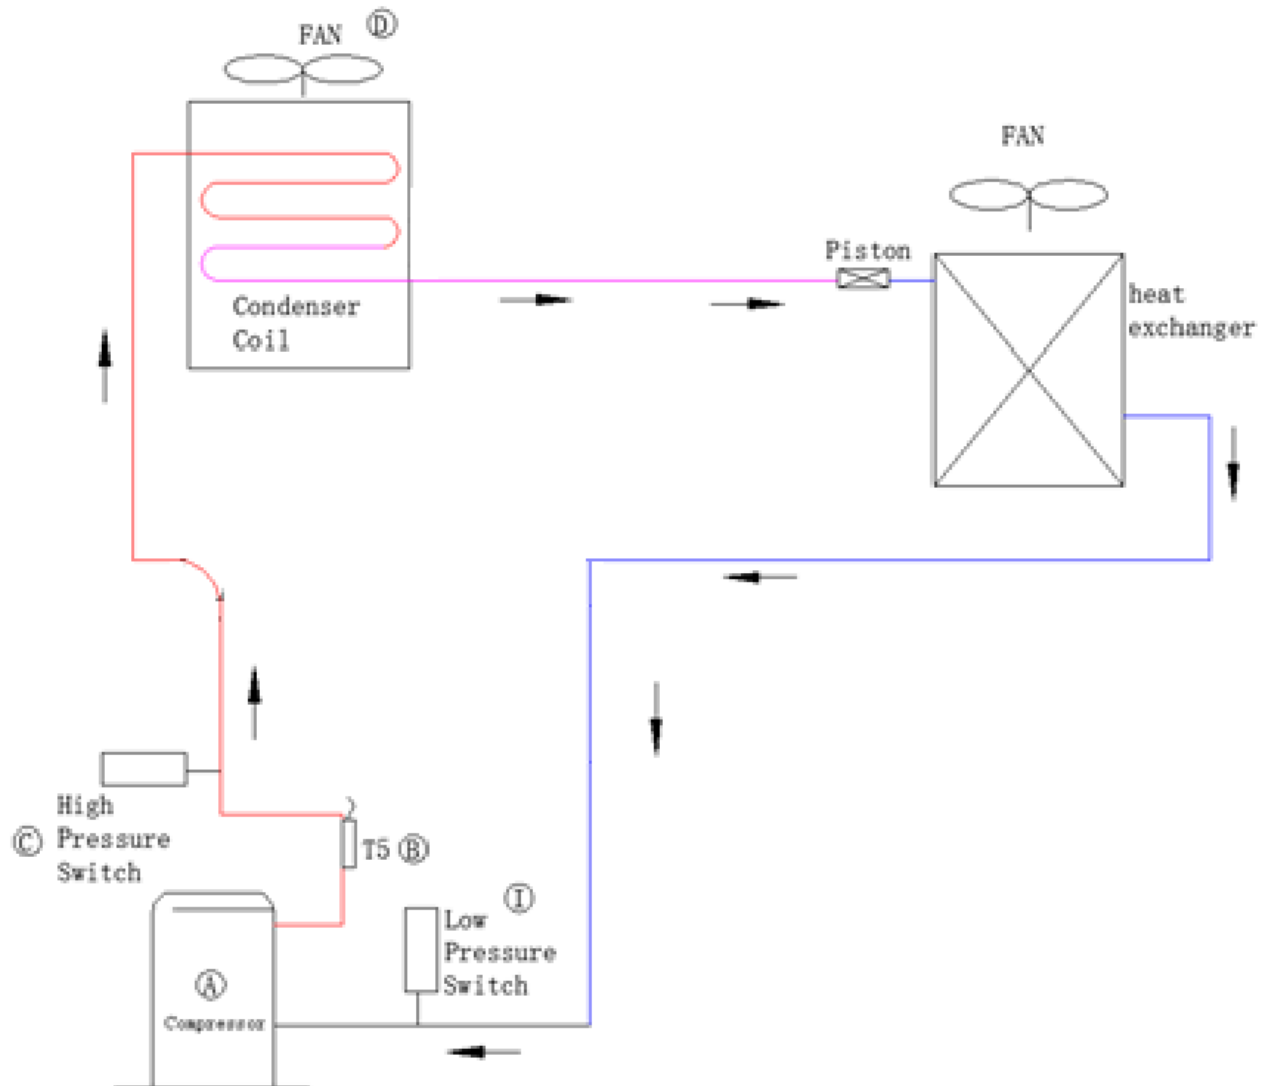 FAN Ⓓ
FAN
Piston
heat
exchanger
Condenser
Coil
High
Ⓒ Pressure
Switch
T5 Ⓑ
Ⓘ
Low
Pressure
Switch
Ⓐ
Compressor